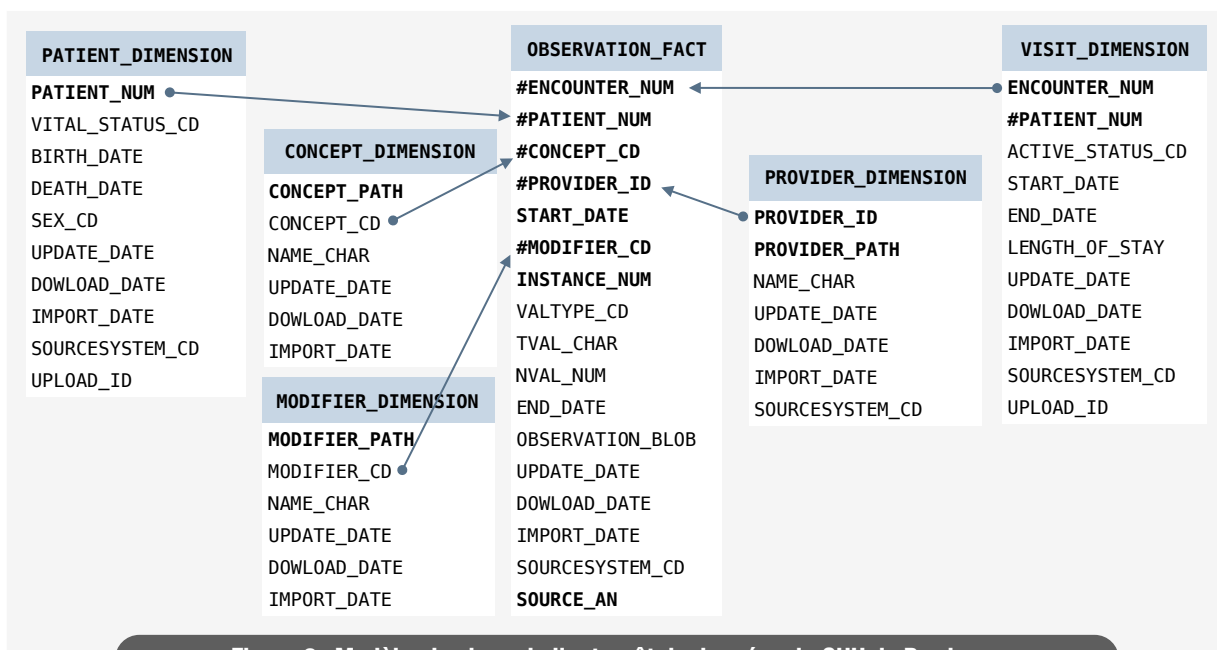 PATIENT_DIMENSION
PATIENT_NUM
VITAL_STATUS_CD
BIRTH_DATE
DEATH_DATE
SEX_CD
UPDATE_DATE
DOWLOAD_DATE
IMPORT_DATE
SOURCESYSTEM_CD
UPLOAD_ID
CONCEPT_DIMENSION
CONCEPT_PATH
CONCEPT_CD
NAME_CHAR
UPDATE_DATE
DOWLOAD_DATE
IMPORT_DATE
MODIFIER_DIMENSION
MODIFIER_PATH
MODIFIER_CD
NAME_CHAR
UPDATE_DATE
DOWLOAD_DATE
IMPORT_DATE
OBSERVATION_FACT
#ENCOUNTER_NUM
#PATIENT_NUM
#CONCEPT_CD
#PROVIDER_ID
START_DATE
#MODIFIER_CD
INSTANCE_NUM
VALTYPE_CD
TVAL_CHAR
NVAL_NUM
END_DATE
OBSERVATION_BLOB
UPDATE_DATE
DOWLOAD_DATE
IMPORT_DATE
SOURCESYSTEM_CD
SOURCE_AN
PROVIDER_DIMENSION
PROVIDER_ID
PROVIDER_PATH
NAME_CHAR
UPDATE_DATE
DOWLOAD_DATE
IMPORT_DATE
SOURCESYSTEM_CD
VISIT_DIMENSION
ENCOUNTER_NUM
#PATIENT_NUM
ACTIVE_STATUS_CD
START_DATE
END_DATE
LENGTH_OF_STAY
UPDATE_DATE
DOWLOAD_DATE
IMPORT_DATE
SOURCESYSTEM_CD
UPLOAD_ID